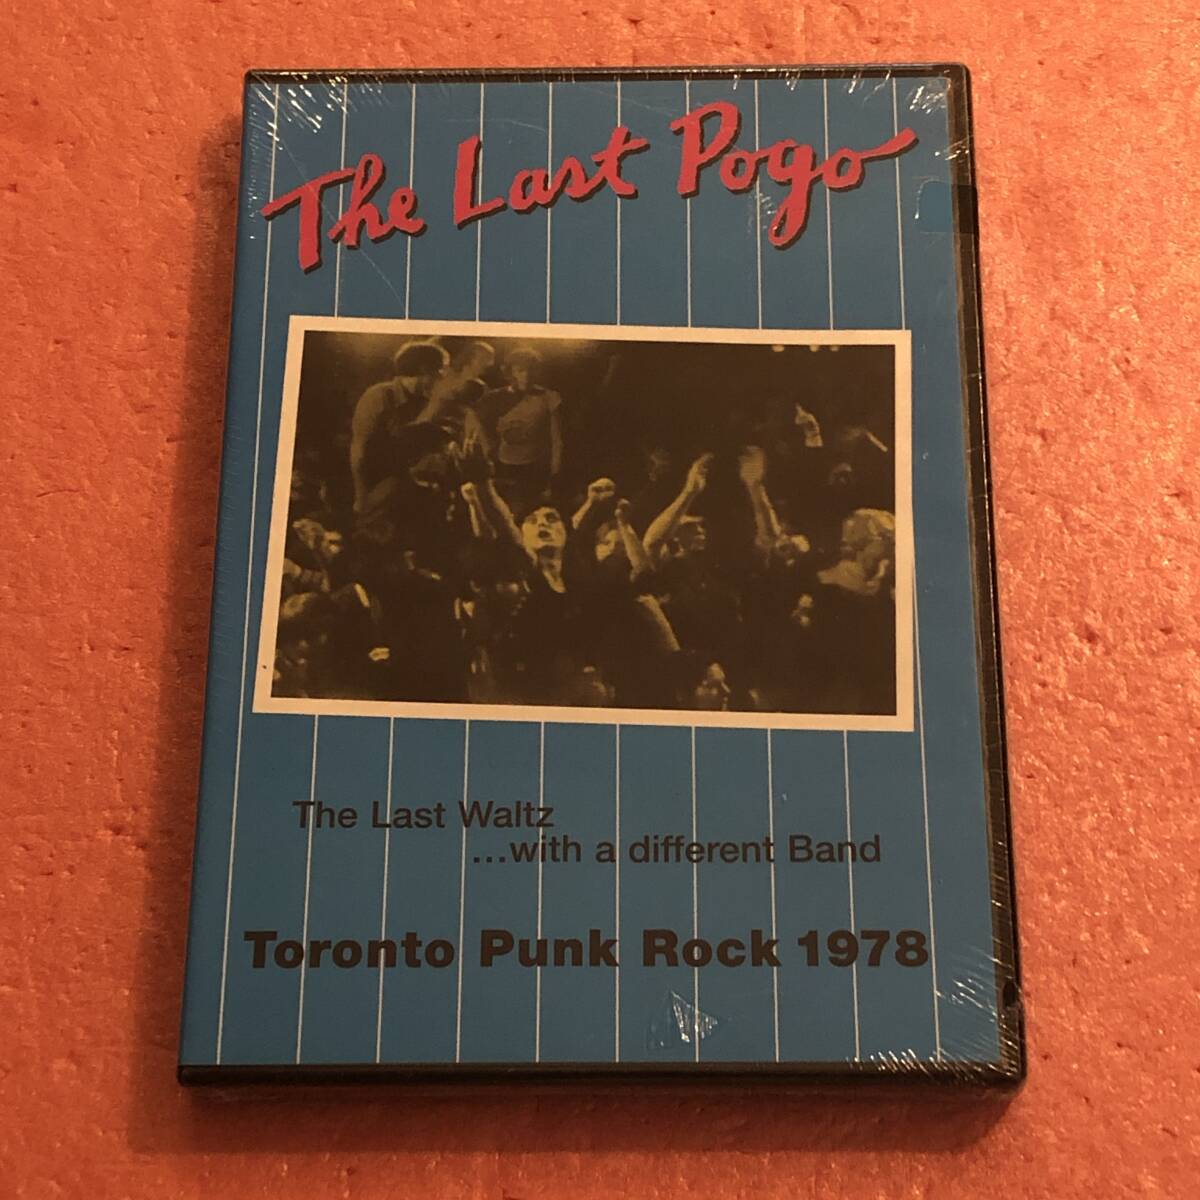 The Last Pogo
The Last Waltz
...with a different Band
Toronto Punk Rock 1978